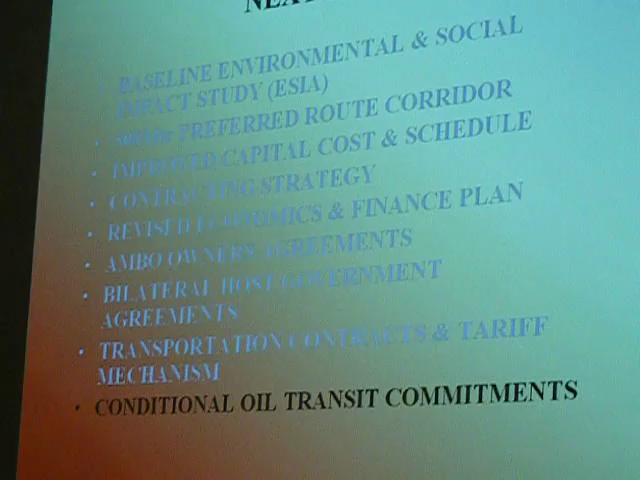 BASELINE ENVIRONMENTAL & SOCIAL
IMPACT STUDY (ESIA)
PREFERRED ROUTE CORRIDOR
IMPROVED CAPITAL COST & SCHEDULE
CONTRACTING STRATEGY
REVISED ECONOMICS & FINANCE PLAN
AMBO OWNERS AGREEMENTS
BILATERAL HOST GOVERNMENT
AGREEMENTS
TRANSPORTATION CONTRACTS & TARIFF
MECHANISM
CONDITIONAL OIL TRANSIT COMMITMENTS